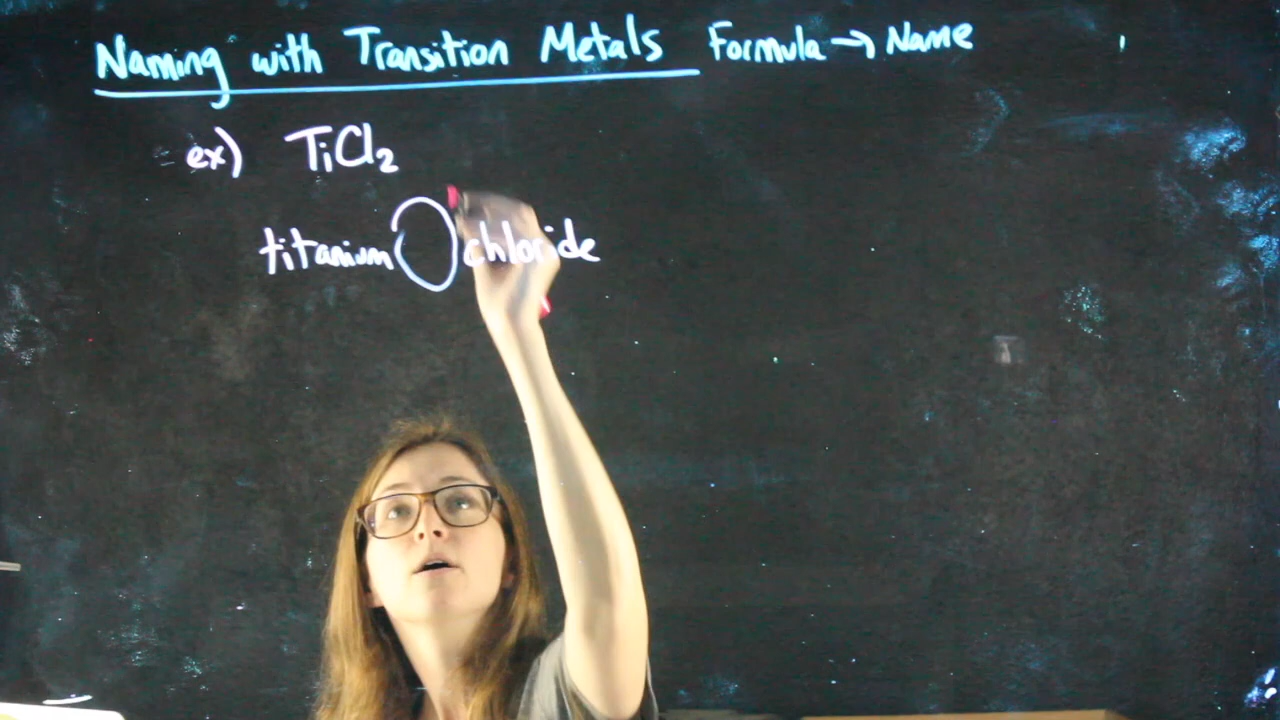 Naming with Transition Metals Formula → Name
ex) TiCl₂
titanium chloride